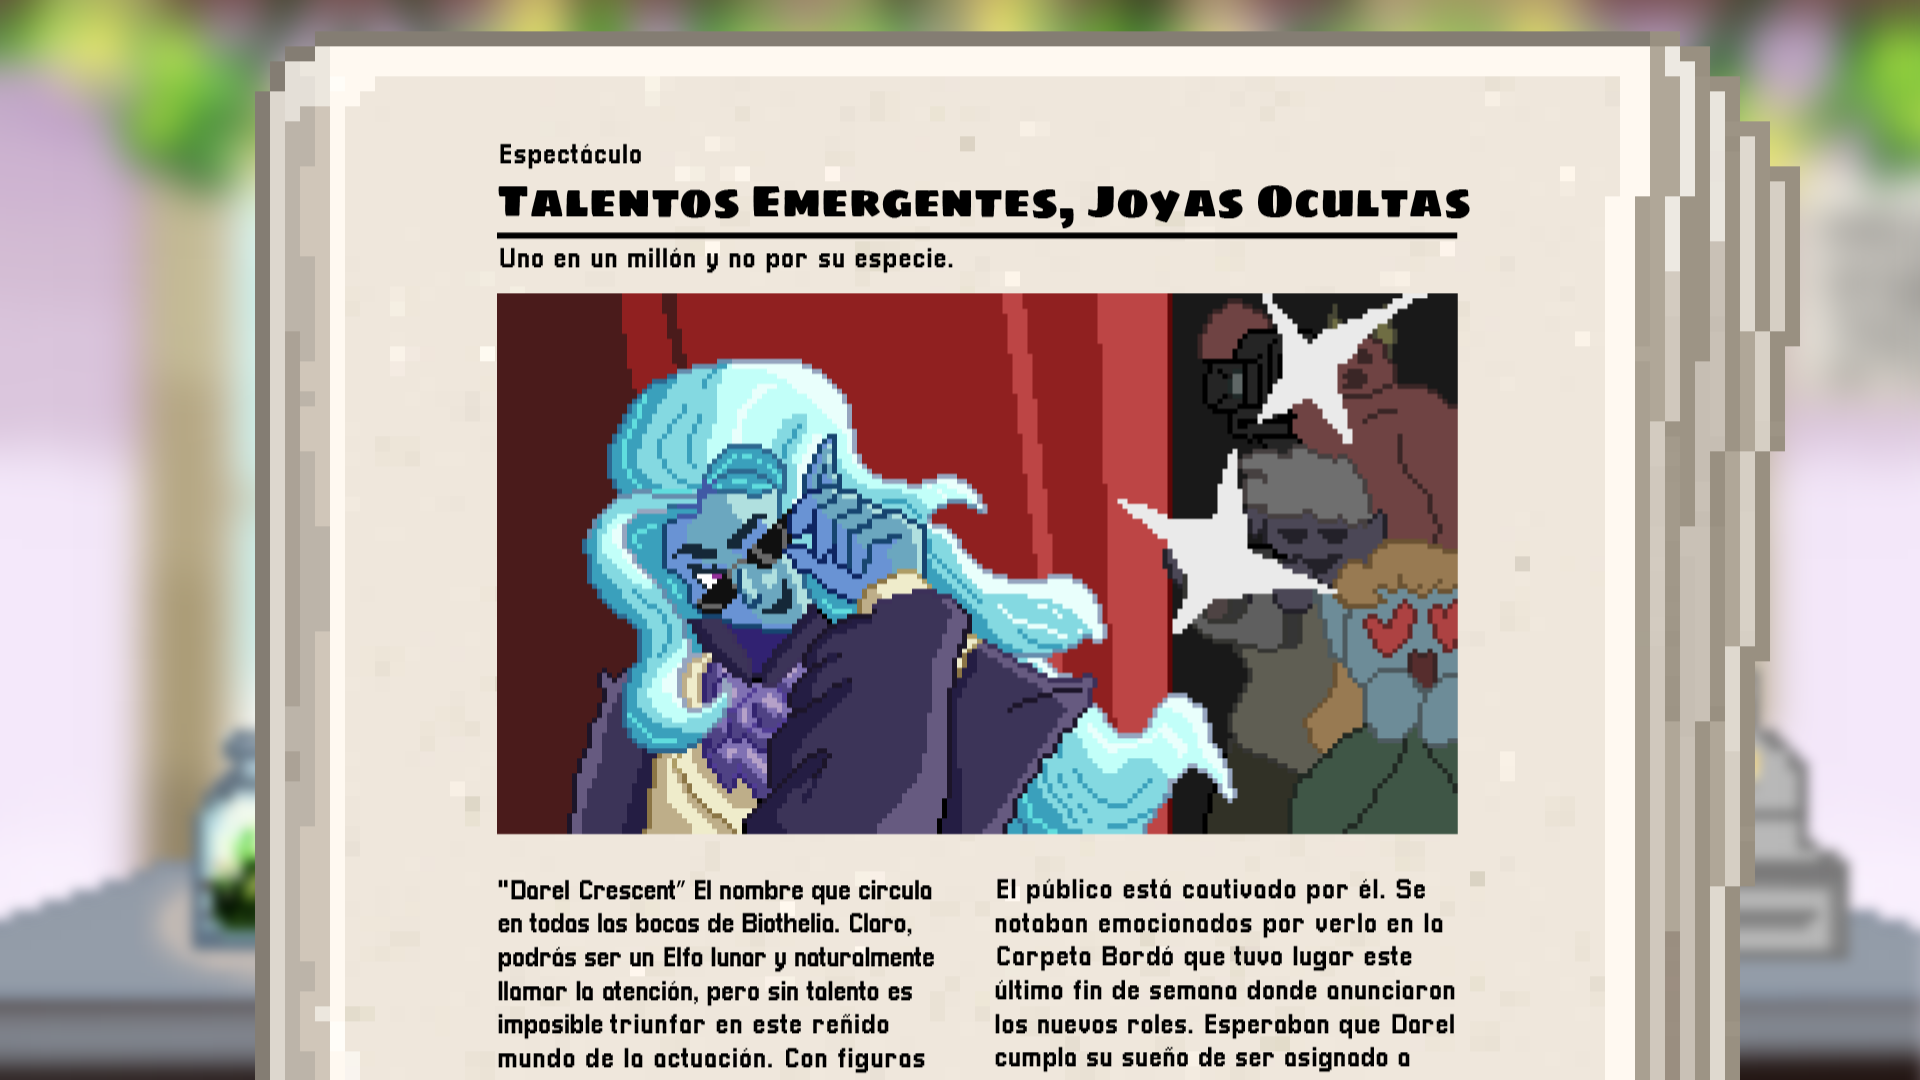 Espectáculo
Talentos Emergentes, Joyas Ocultas
Uno en un millón y no por su especie.
"Darel Crescent" El nombre que circula
en todas las bocas de Biothelia. Claro,
podrás ser un Elfo lunar y naturalmente
llamar la atención, pero sin talento es
imposible triunfar en este reñido
mundo de la actuación. Con figuras
El público está cautivado por él. Se
notaban emocionados por verlo en la
Carpeta Bordó que tuvo lugar este
último fin de semana donde anunciaron
los nuevos roles. Esperaban que Darel
cumpla su sueño de ser asignado a